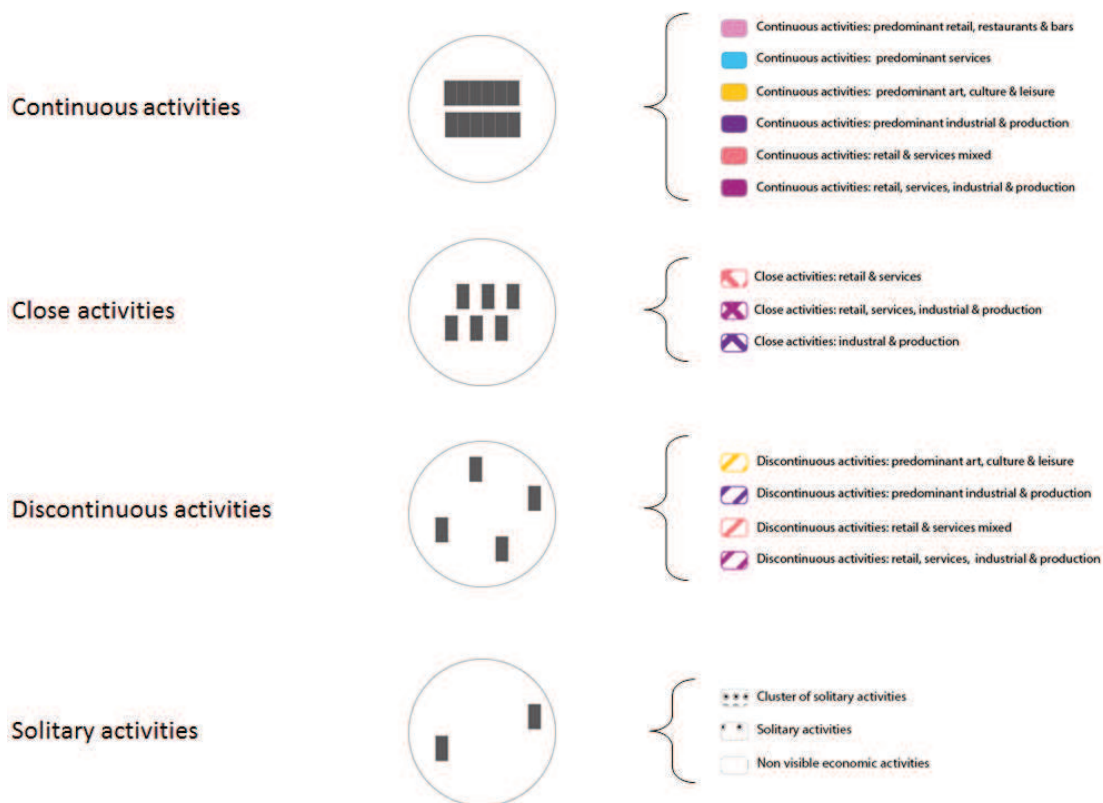 Continuous activities
Continuous activities: predominant retail, restaurants & bars
Continuous activities: predominant services
Continuous activities: predominant art, culture & leisure
Continuous activities: predominant industrial & production
Continuous activities: retail & services mixed
Continuous activities: retail, services, industrial & production
Close activities
Close activities: retail & services
Close activities: retail, services, industrial & production
Close activities: industral & production
Discontinuous activities
Discontinuous activities: predominant art, culture & leisure
Discontinuous activities: predominant industrial & production
Discontinuous activities: retail & services mixed
Discontinuous activities: retail, services, industrial & production
Solitary activities
Cluster of solitary activities
Solitary activities
Non visible economic activities